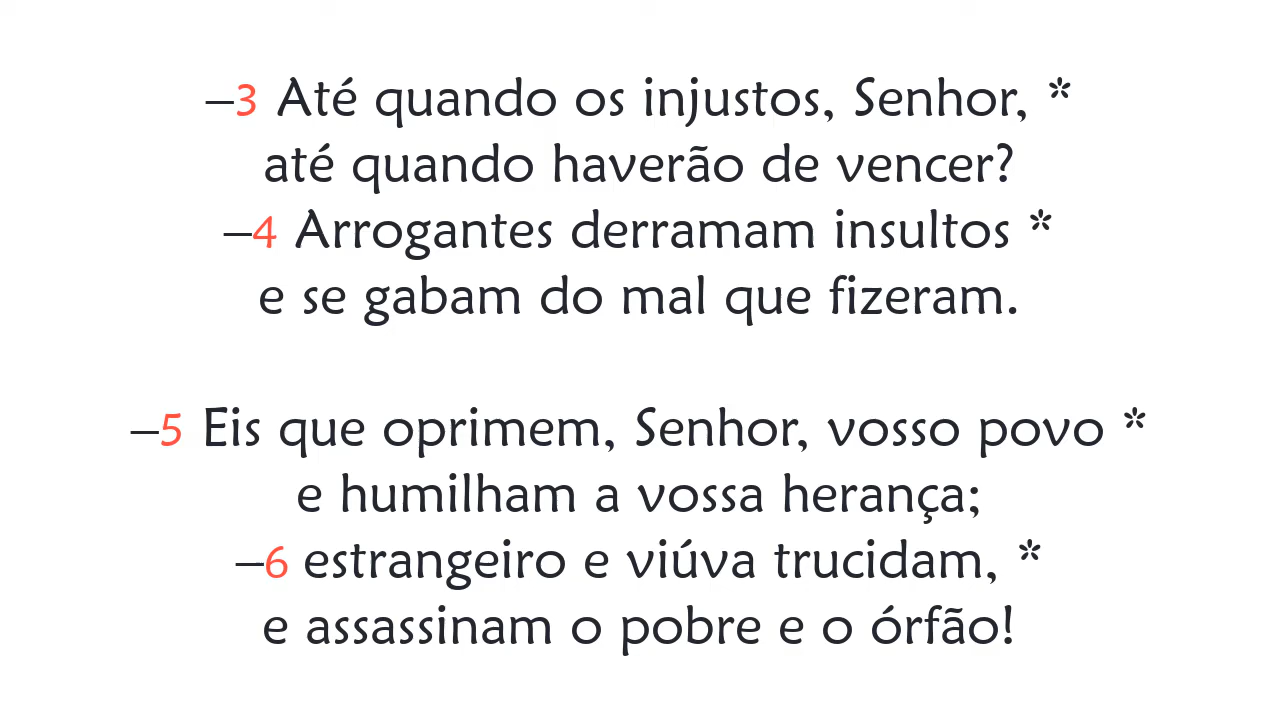 –3 Até quando os injustos, Senhor, *
até quando haverão de vencer?
–4 Arrogantes derramam insultos *
e se gabam do mal que fizeram.
–5 Eis que oprimem, Senhor, vosso povo *
e humilham a vossa herança;
–6 estrangeiro e viúva trucidam, *
e assassinam o pobre e o órfão!